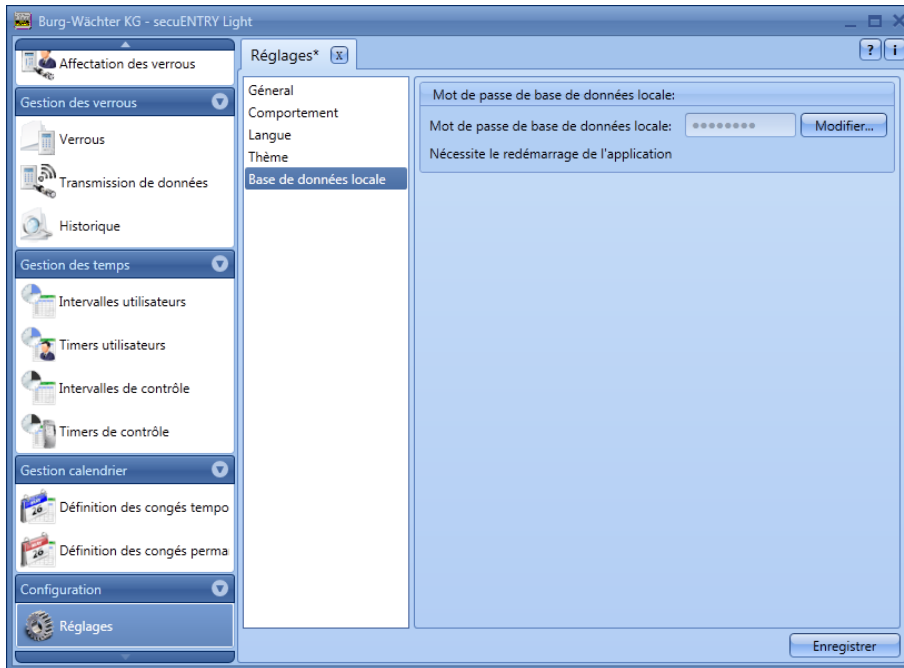 Burg-Wächter KG - secuENTRY Light
Affectation des verrous
Gestion des verrous
Verrous
Transmission de données
Historique
Gestion des temps
Intervalles utilisateurs
Timers utilisateurs
Intervalles de contrôle
Timers de contrôle
Gestion calendrier
Définition des congés tempo
Définition des congés perma
Configuration
Réglages
Réglages* X
? i
Géneral
Comportement
Langue
Thème
Base de données locale
Mot de passe de base de données locale:
Mot de passe de base de données locale: ●●●●●●●● Modifier...
Nécessite le redémarrage de l'application
Enregistrer